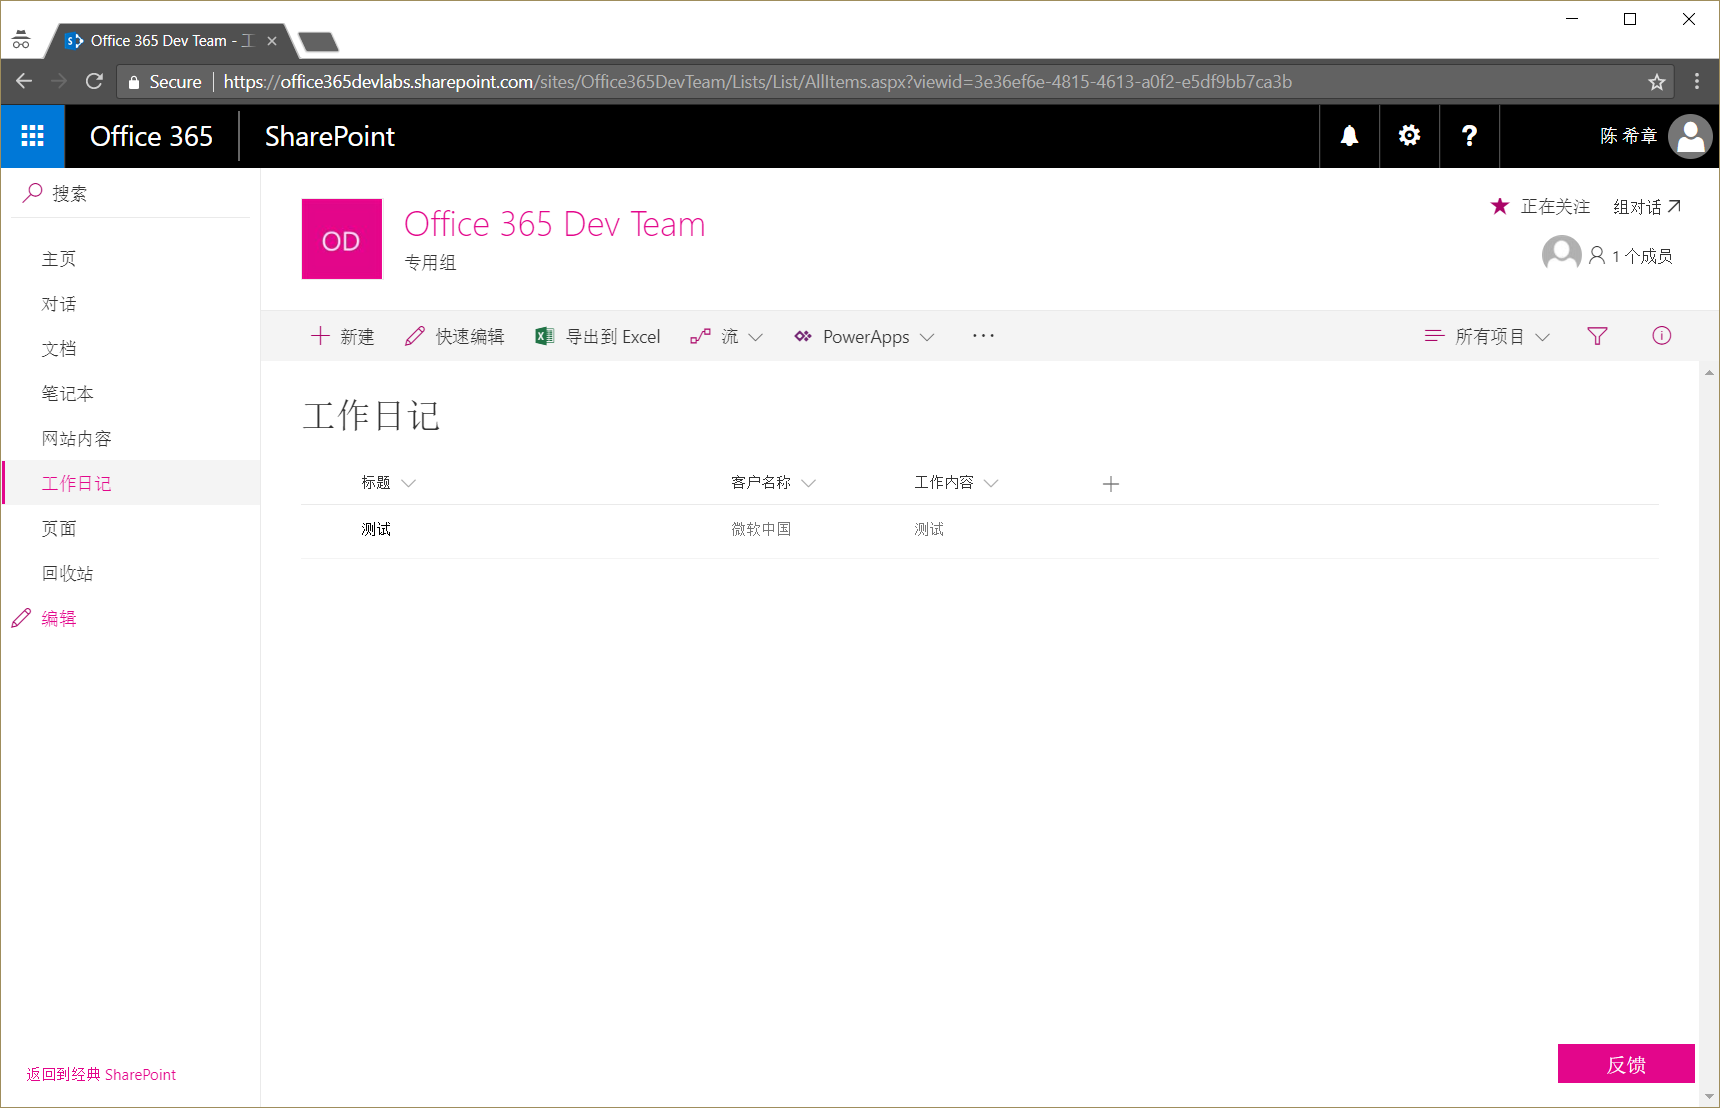 Office 365 Dev Team - 工
Secure
https://office365devlabs.sharepoint.com/sites/Office365DevTeam/Lists/List/AllItems.aspx?viewid=3e36ef6e-4815-4613-a0f2-e5df9bb7ca3b
Office 365
SharePoint
陈 希章
搜索
主页
对话
文档
笔记本
网站内容
工作日记
页面
回收站
编辑
返回到经典 SharePoint
OD
Office 365 Dev Team
专用组
正在关注
组对话
1 个成员
新建
快速编辑
导出到 Excel
流
PowerApps
所有项目
工作日记
标题 客户名称 工作内容
测试 微软中国 测试
反馈